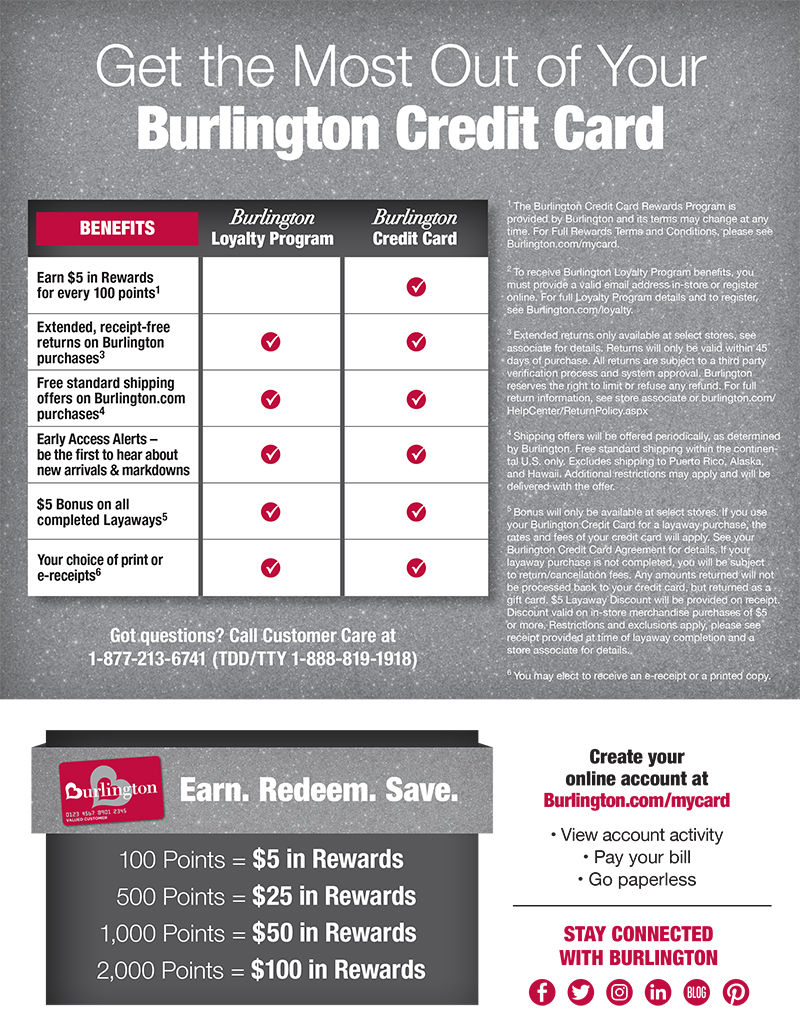 Get the Most Out of Your
Burlington Credit Card
BENEFITS
Burlington
Loyalty Program
Burlington
Credit Card
Earn $5 in Rewards
for every 100 points1
Extended, receipt-free
returns on Burlington
purchases3
Free standard shipping
offers on Burlington.com
purchases4
Early Access Alerts –
be the first to hear about
new arrivals & markdowns
$5 Bonus on all
completed Layaways5
Your choice of print or
e-receipts6
Got questions? Call Customer Care at
1-877-213-6741 (TDD/TTY 1-888-819-1918)
1 The Burlington Credit Card Rewards Program is
provided by Burlington and its terms may change at any
time. For Full Rewards Terms and Conditions, please see
Burlington.com/mycard.
2 To receive Burlington Loyalty Program benefits, you
must provide a valid email address in-store or register
online. For full Loyalty Program details and to register,
see Burlington.com/loyalty.
3 Extended returns only available at select stores, see
associate for details. Returns will only be valid within 45
days of purchase. All returns are subject to a third party
verification process and system approval. Burlington
reserves the right to limit or refuse any refund. For full
return information, see store associate or burlington.com/
HelpCenter/ReturnPolicy.aspx
4 Shipping offers will be offered periodically, as determined
by Burlington. Free standard shipping within the continen-
tal U.S. only. Excludes shipping to Puerto Rico, Alaska,
and Hawaii. Additional restrictions may apply and will be
delivered with the offer.
5 Bonus will only be available at select stores. If you use
your Burlington Credit Card for a layaway purchase, the
rates and fees of your credit card will apply. See your
Burlington Credit Card Agreement for details. If your
layaway purchase is not completed, you will be subject
to return/cancellation fees. Any amounts returned will not
be processed back to your credit card, but returned as a
gift card. $5 Layaway Discount will be provided on receipt.
Discount valid on in-store merchandise purchases of $5
or more. Restrictions and exclusions apply, please see
receipt provided at time of layaway completion and a
store associate for details.
6 You may elect to receive an e-receipt or a printed copy.
Burlington
0123 4567 8901 2345
VALUED CUSTOMER
Earn. Redeem. Save.
100 Points = $5 in Rewards
500 Points = $25 in Rewards
1,000 Points = $50 in Rewards
2,000 Points = $100 in Rewards
Create your
online account at
Burlington.com/mycard
• View account activity
• Pay your bill
• Go paperless
STAY CONNECTED
WITH BURLINGTON
BLOG